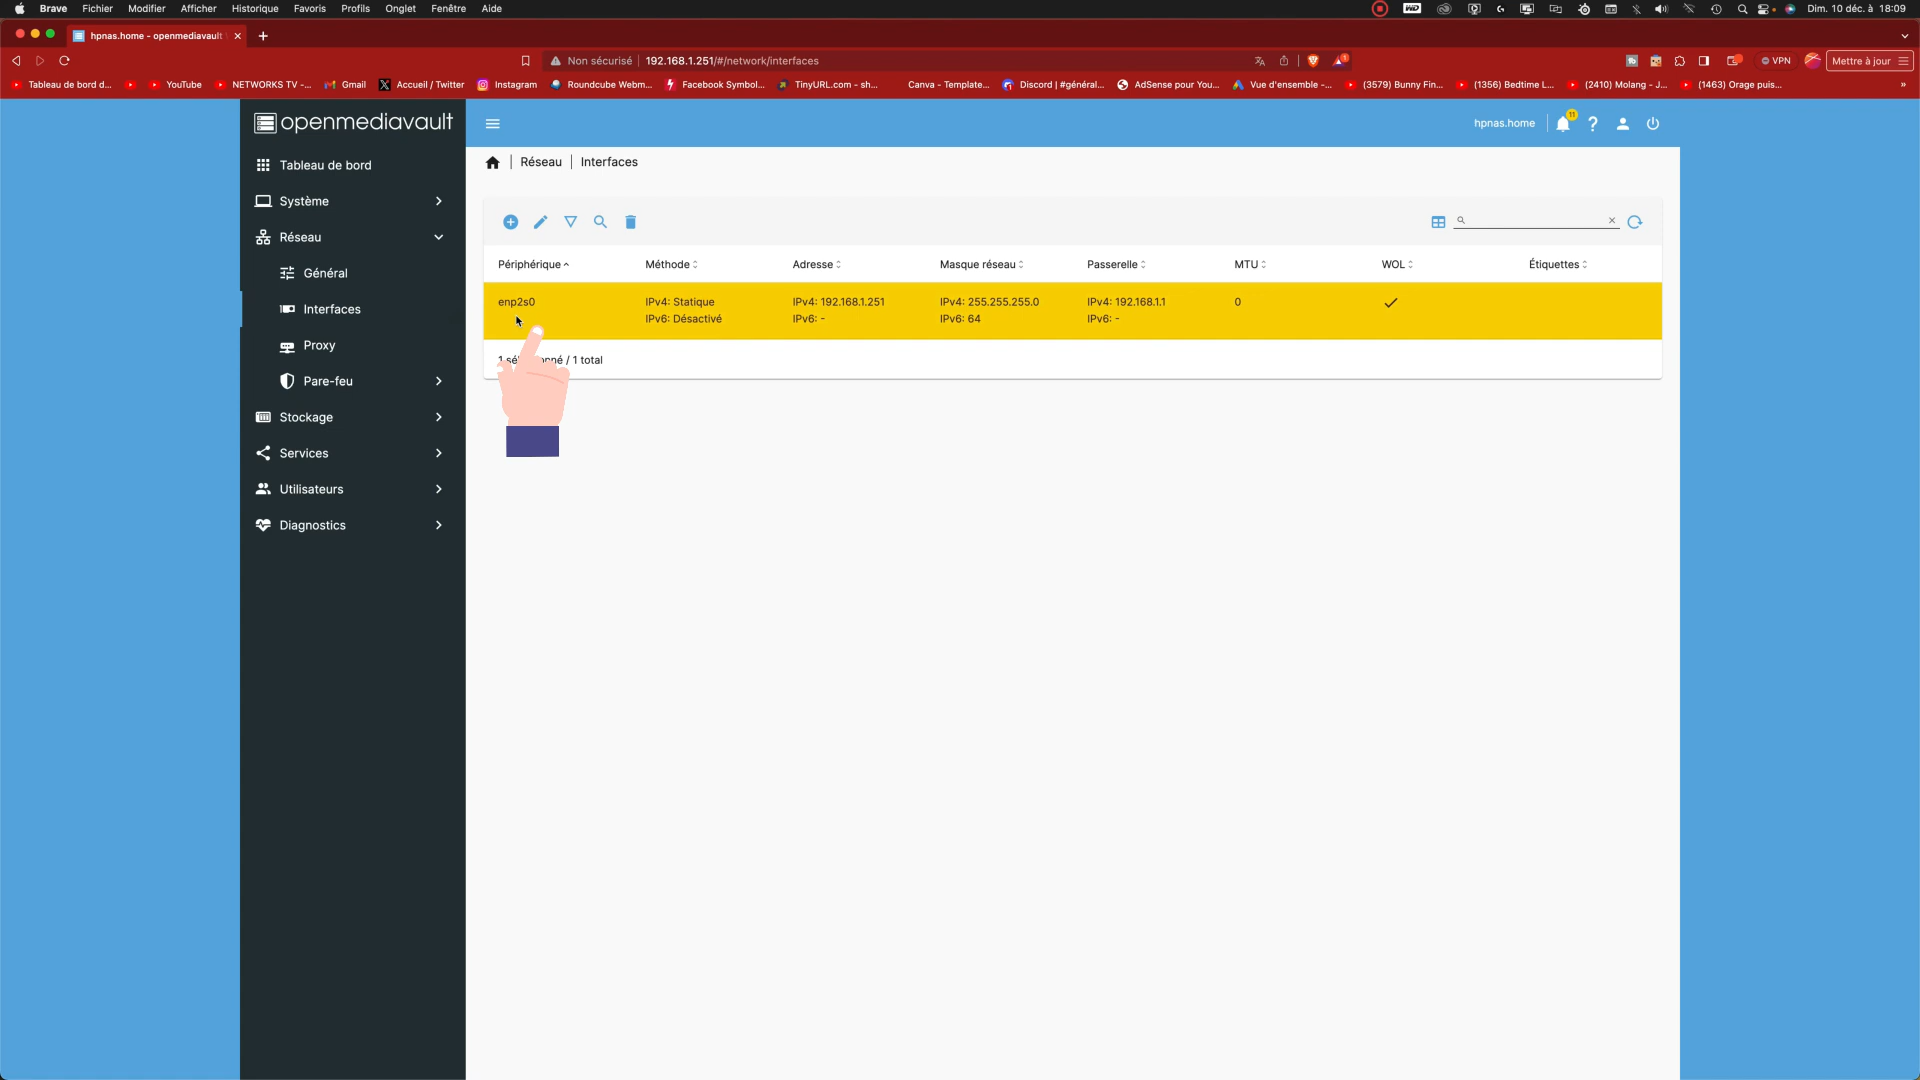 Brave Fichier Modifier Afficher Historique Favoris Profils Onglet Fenêtre Aide Dim. 10 déc. à 18:09
hpnas.home - openmediavault
Non sécurisé 192.168.1.251/#/network/interfaces VPN Mettre à jour
Tableau de bord d... YouTube NETWORKS TV -... Gmail Accueil / Twitter Instagram Roundcube Webm... Facebook Symbol... TinyURL.com - sh... Canva - Template... Discord | #général... AdSense pour You... Vue d'ensemble -... (3579) Bunny Fin... (1356) Bedtime L... (2410) Molang - J... (1463) Orage puis... »
openmediavault
hpnas.home 11
Tableau de bord
Système
Réseau
Général
Interfaces
Proxy
Pare-feu
Stockage
Services
Utilisateurs
Diagnostics
Réseau | Interfaces
Périphérique Méthode Adresse Masque réseau Passerelle MTU WOL Étiquettes
enp2s0 IPv4: Statique IPv4: 192.168.1.251 IPv4: 255.255.255.0 IPv4: 192.168.1.1 0
IPv6: Désactivé IPv6: - IPv6: 64 IPv6: -
1 / 1 total